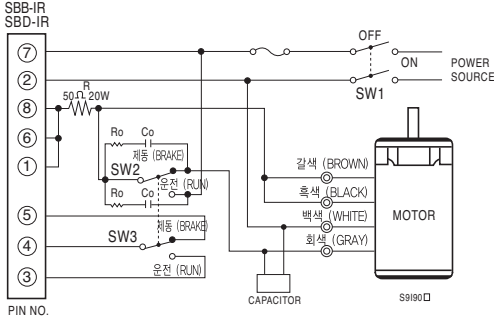 SBB-IR
SBD-IR
7
2
8
6
1
5
4
3
PIN NO.
R
50Ω 20W
Ro Co
제동 (BRAKE)
SW2
운전 (RUN)
Ro Co
제동 (BRAKE)
SW3
운전 (RUN)
OFF
ON
SW1
POWER
SOURCE
갈색 (BROWN)
흑색 (BLACK)
백색 (WHITE)
회색 (GRAY)
MOTOR
CAPACITOR
S9I90□